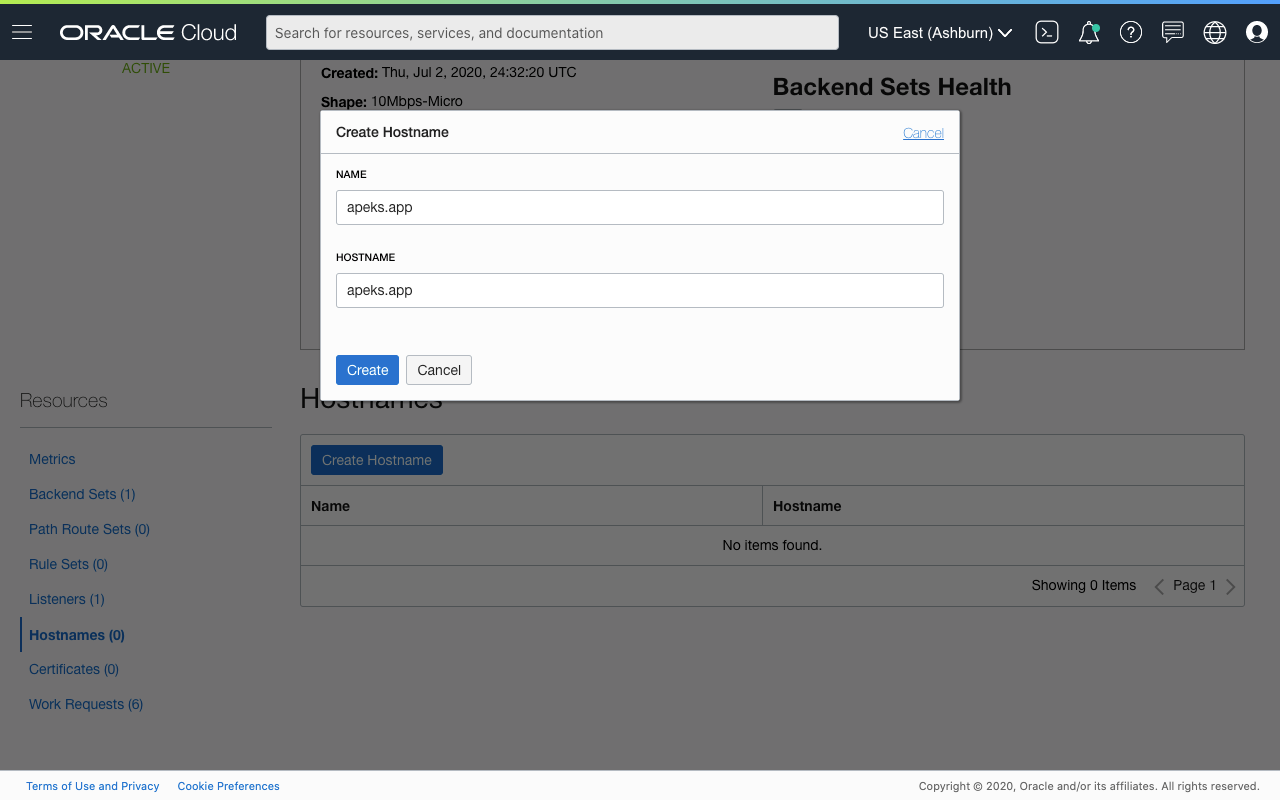 ORACLE Cloud
Search for resources, services, and documentation
US East (Ashburn)
ACTIVE
Created: Thu, Jul 2, 2020, 24:32:20 UTC
Shape: 10Mbps-Micro
Backend Sets Health
Create Hostname
Cancel
NAME
apeks.app
HOSTNAME
apeks.app
Create
Cancel
Resources
Metrics
Backend Sets (1)
Path Route Sets (0)
Rule Sets (0)
Listeners (1)
Hostnames (0)
Certificates (0)
Work Requests (6)
Hostnames
Create Hostname
Name
Hostname
No items found.
Showing 0 Items
Page 1
Terms of Use and Privacy
Cookie Preferences
Copyright © 2020, Oracle and/or its affiliates. All rights reserved.